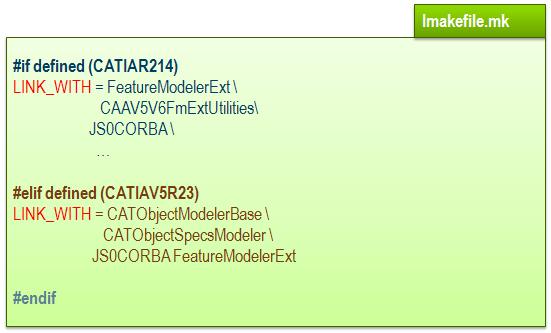 Imakefile.mk
#if defined (CATIAR214)
LINK_WITH = FeatureModelerExt \
CAAV5V6FmExtUtilities\
JS0CORBA \
…
#elif defined (CATIAV5R23)
LINK_WITH = CATObjectModelerBase \
CATObjectSpecsModeler \
JS0CORBA FeatureModelerExt
#endif